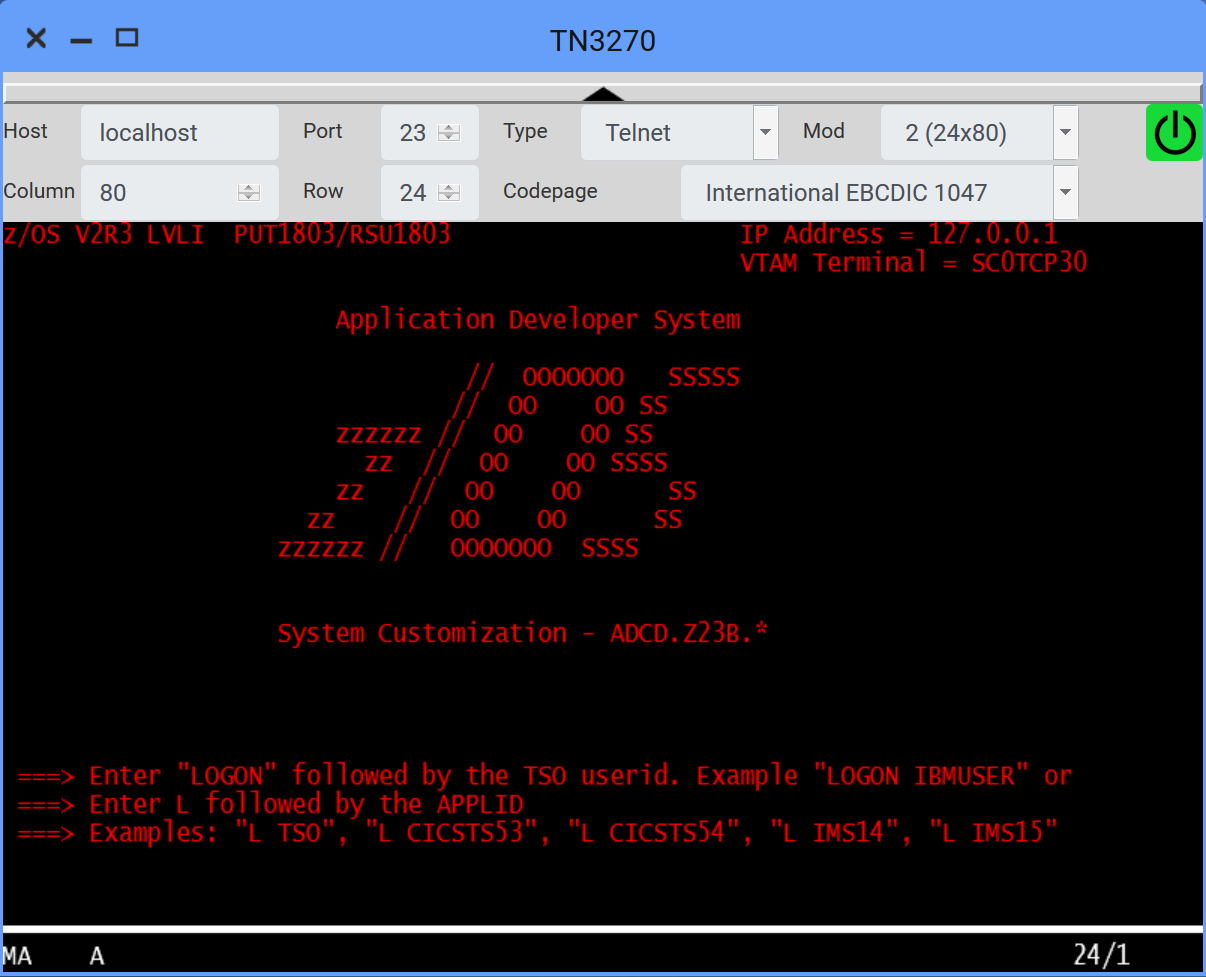 TN3270
Host localhost Port 23 Type Telnet Mod 2 (24x80)
Column 80 Row 24 Codepage International EBCDIC 1047
z/OS V2R3 LVLI  PUT1803/RSU1803 IP Address = 127.0.0.1
VTAM Terminal = SC0TCP30
Application Developer System
// OOOOOOO SSSSS
// OO OO SS
zzzzzz // OO OO SS
zz // OO OO SSSS
zz // OO OO SS
zz // OO OO SS
zzzzzz // OOOOOOO SSSS
System Customization - ADCD.Z23B.*
===> Enter "LOGON" followed by the TSO userid. Example "LOGON IBMUSER" or
===> Enter L followed by the APPLID
===> Examples: "L TSO", "L CICSTS53", "L CICSTS54", "L IMS14", "L IMS15"
MA A 24/1